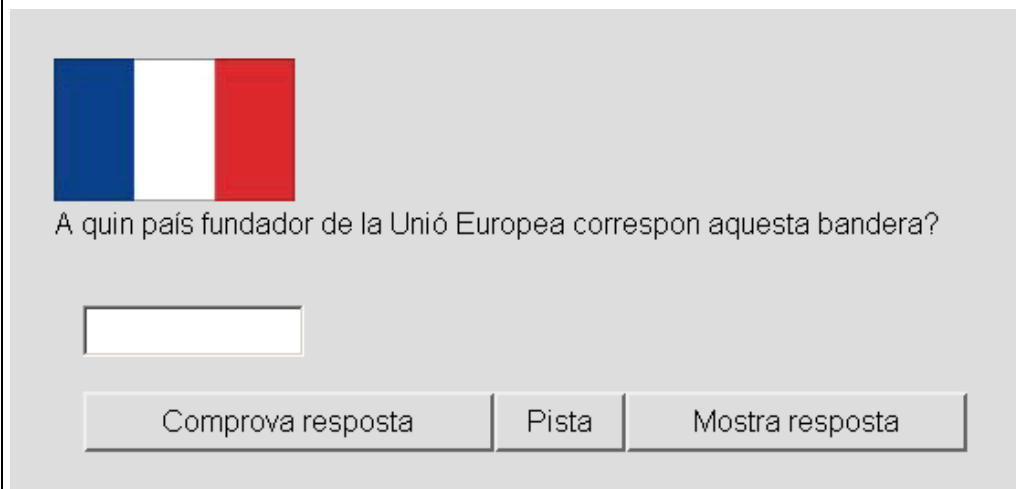 A quin país fundador de la Unió Europea correspon aquesta bandera?
Comprova resposta Pista Mostra resposta